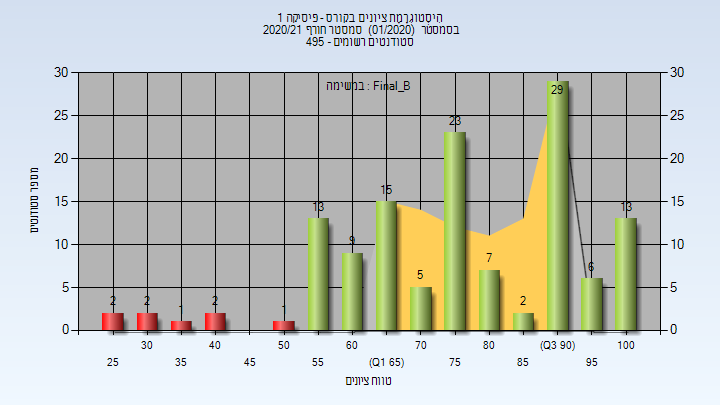 היסטוגרמת ציונים בקורס - פיסיקה 1
בסמסטר (01/2020) סמסטר חורף 2020/21
סטודנטים רשומים - 495
במשימה : Final_B
מספר סטודנטים
30 30
25 25
20 20
15 15
10 10
5 5
0 0
2 2 1 2 1 13 9 15 5 23 7 2 29 6 13
30 40 50 60 70 80 (Q3 90) 100
25 35 45 55 (Q1 65) 75 85 95
טווח ציונים